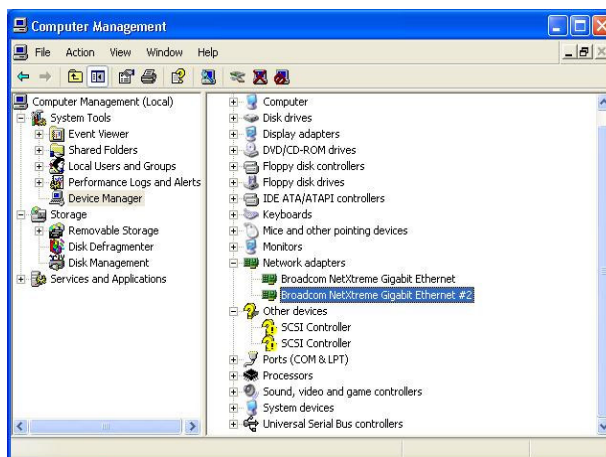 Computer Management
File Action View Window Help
Computer Management (Local)
System Tools
Event Viewer
Shared Folders
Local Users and Groups
Performance Logs and Alerts
Device Manager
Storage
Removable Storage
Disk Defragmenter
Disk Management
Services and Applications
Computer
Disk drives
Display adapters
DVD/CD-ROM drives
Floppy disk controllers
Floppy disk drives
IDE ATA/ATAPI controllers
Keyboards
Mice and other pointing devices
Monitors
Network adapters
Broadcom NetXtreme Gigabit Ethernet
Broadcom NetXtreme Gigabit Ethernet #2
Other devices
SCSI Controller
SCSI Controller
Ports (COM & LPT)
Processors
Sound, video and game controllers
System devices
Universal Serial Bus controllers